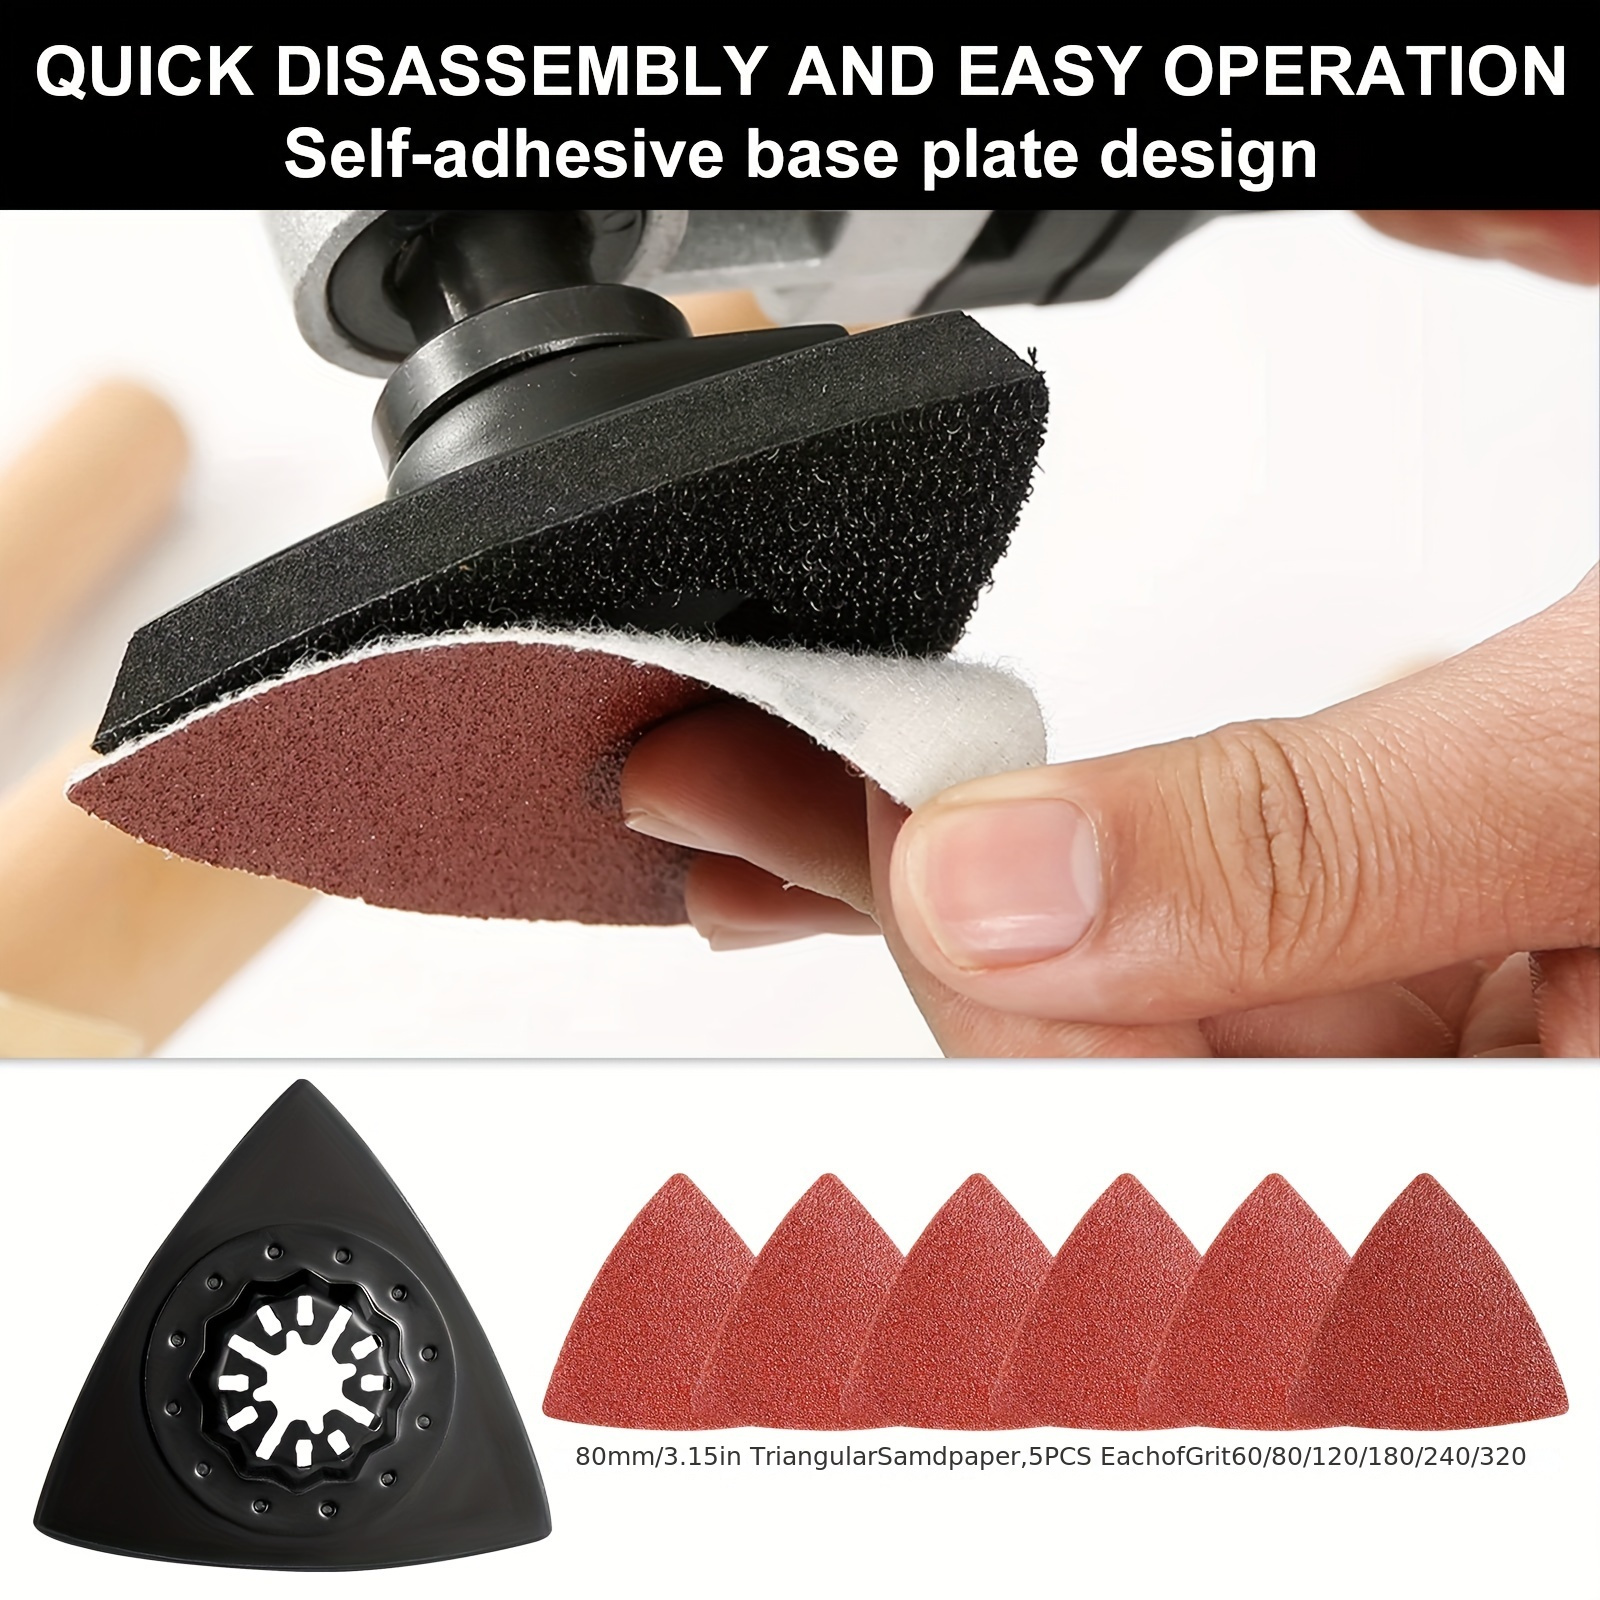 QUICK DISASSEMBLY AND EASY OPERATION
Self-adhesive base plate design
80mm/3.15in TriangularSamdpaper,5PCS EachofGrit60/80/120/180/240/320